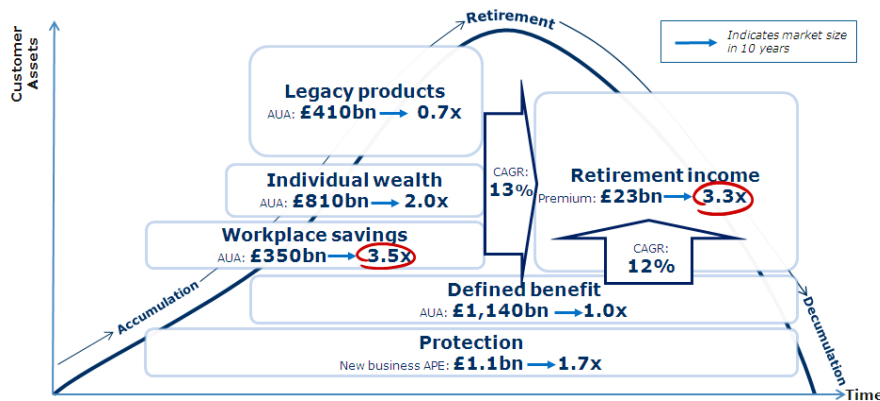 Customer
Assets
Retirement
Indicates market size
in 10 years
Legacy products
AUA: £410bn → 0.7x
Individual wealth
AUA: £810bn → 2.0x
Workplace savings
AUA: £350bn → 3.5x
CAGR:
13%
Retirement income
Premium: £23bn → 3.3x
CAGR:
12%
Defined benefit
AUA: £1,140bn → 1.0x
Protection
New business APE: £1.1bn → 1.7x
Accumulation
Decumulation
Time